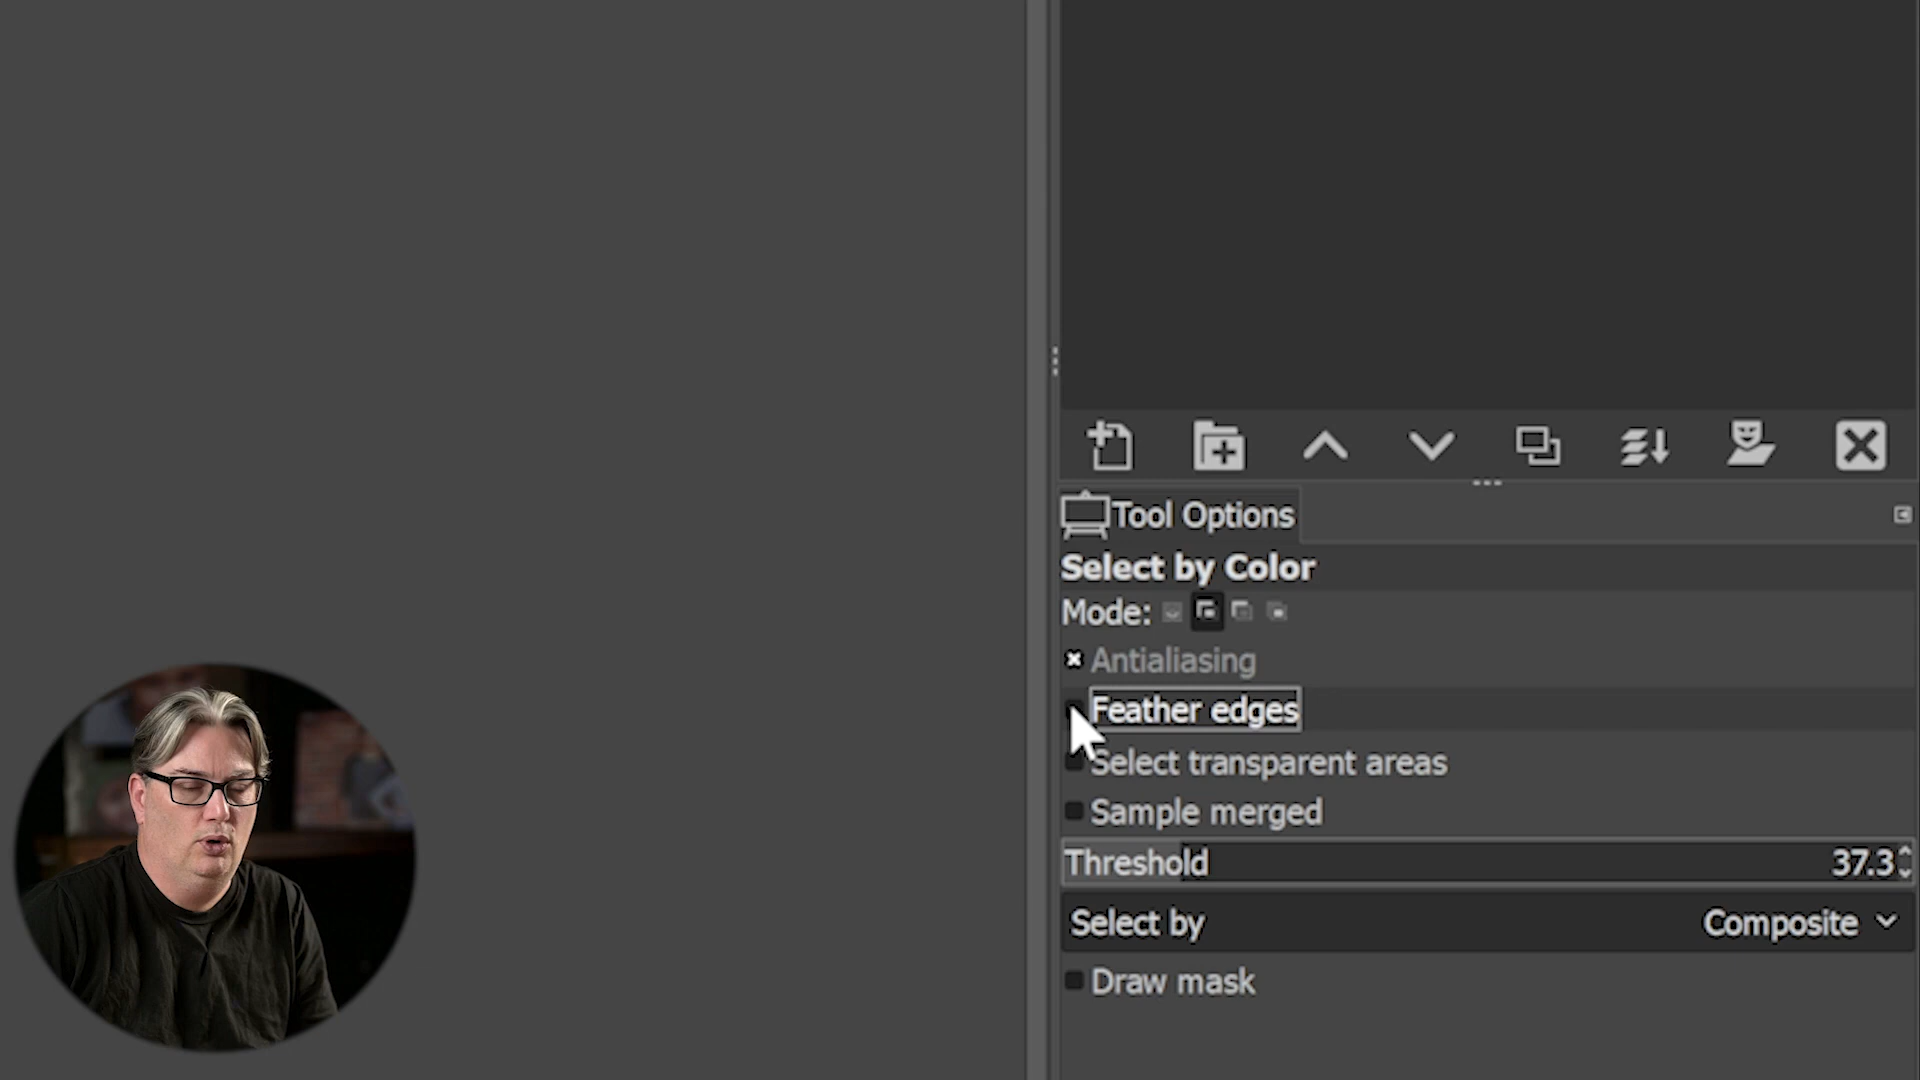 Tool Options
Select by Color
Mode:
Antialiasing
Feather edges
Select transparent areas
Sample merged
Threshold 37.3
Select by Composite
Draw mask